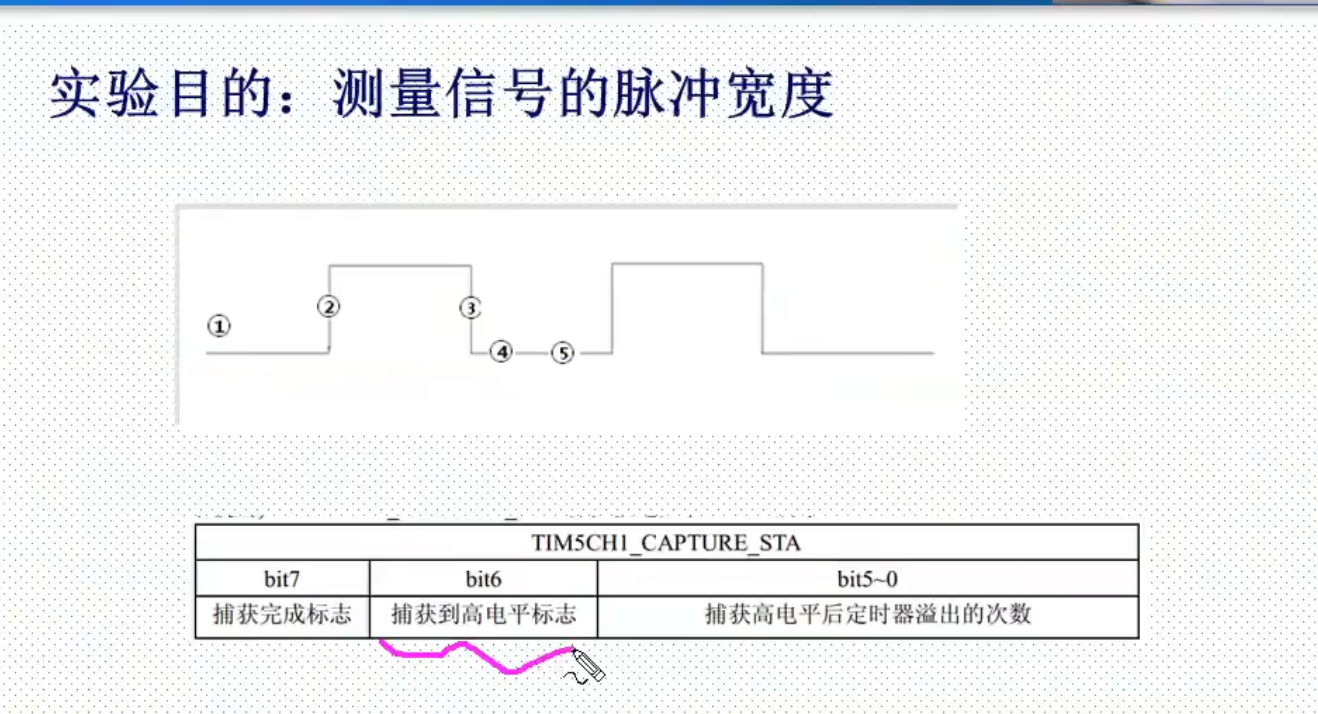 实验目的：测量信号的脉冲宽度
① ② ③ ④ ⑤
TIM5CH1_CAPTURE_STA
bit7 bit6 bit5~0
捕获完成标志 捕获到高电平标志 捕获高电平后定时器溢出的次数